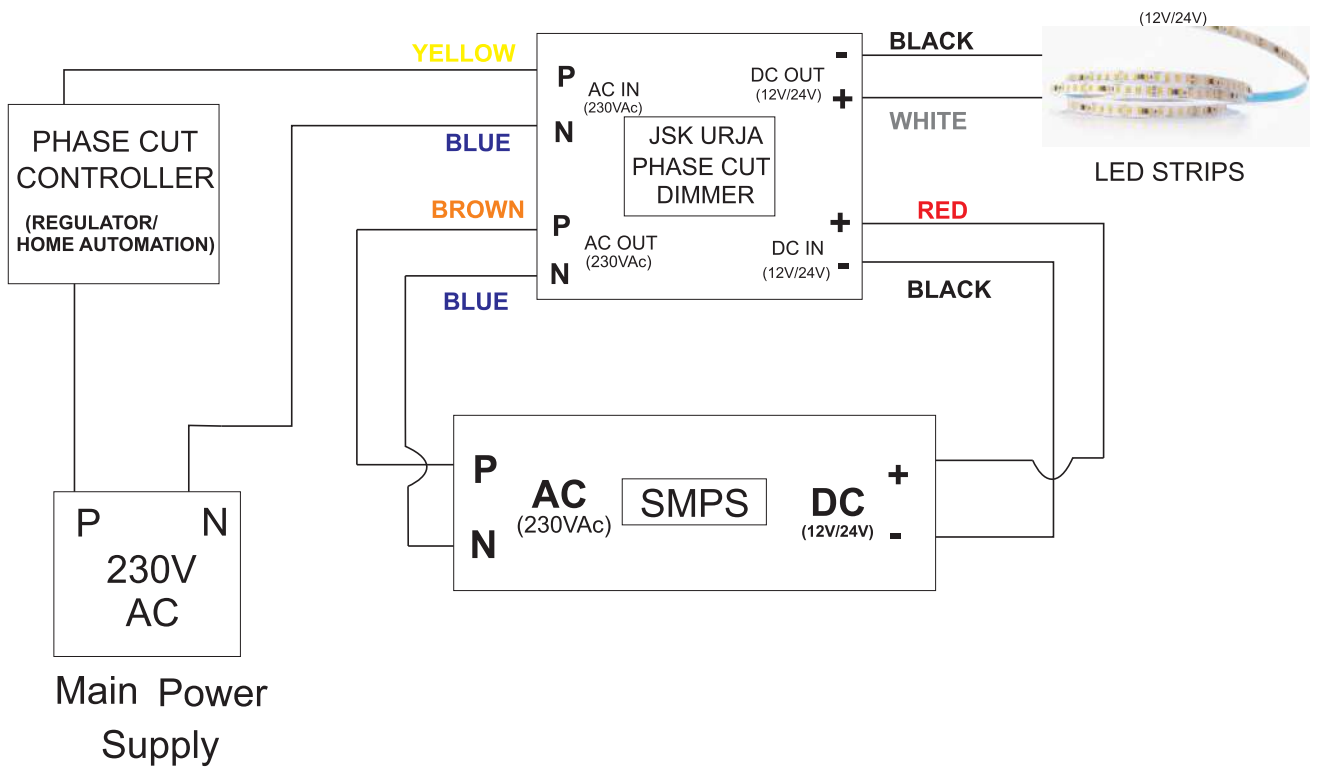 (12V/24V)
YELLOW
BLACK
P
AC IN
(230VAc)
N
DC OUT
(12V/24V)
-
+
WHITE
BLUE
PHASE CUT
CONTROLLER
(REGULATOR/
HOME AUTOMATION)
JSK URJA
PHASE CUT
DIMMER
LED STRIPS
BROWN
P
AC OUT
(230VAc)
N
+
DC IN
(12V/24V)
-
RED
BLUE
BLACK
P
AC
(230VAc)
N
SMPS
DC
(12V/24V)
+
-
P N
230V
AC
Main Power
Supply